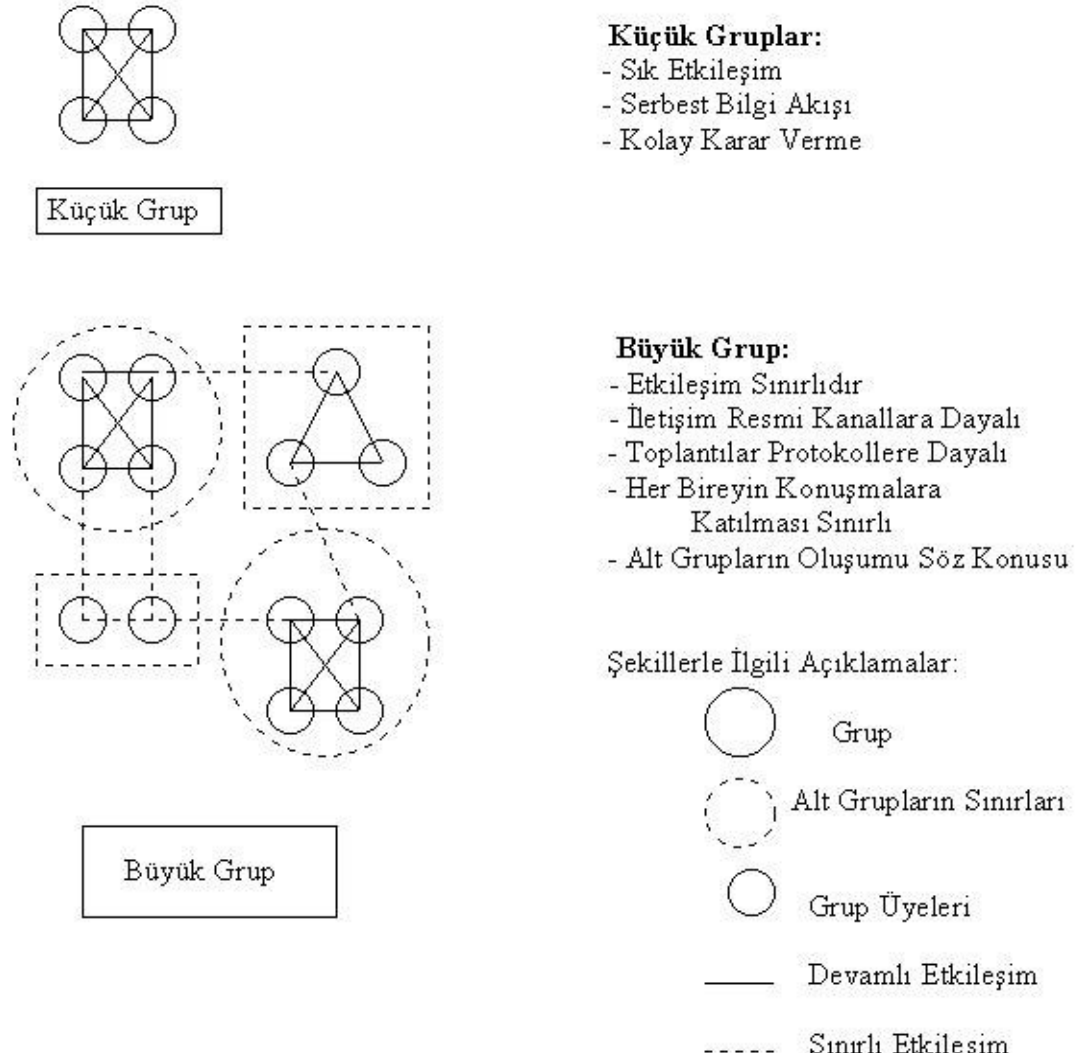 Küçük Gruplar:
- Sık Etkileşim
- Serbest Bilgi Akışı
- Kolay Karar Verme
Küçük Grup
Büyük Grup:
- Etkileşim Sınırlıdır
- İletişim Resmi Kanallara Dayalı
- Toplantılar Protokollere Dayalı
- Her Bireyin Konuşmalara
Katılması Sınırlı
- Alt Grupların Oluşumu Söz Konusu
Büyük Grup
Şekillerle İlgili Açıklamalar:
Grup
Alt Grupların Sınırları
Grup Üyeleri
Devamlı Etkileşim
Sınırlı Etkileşim